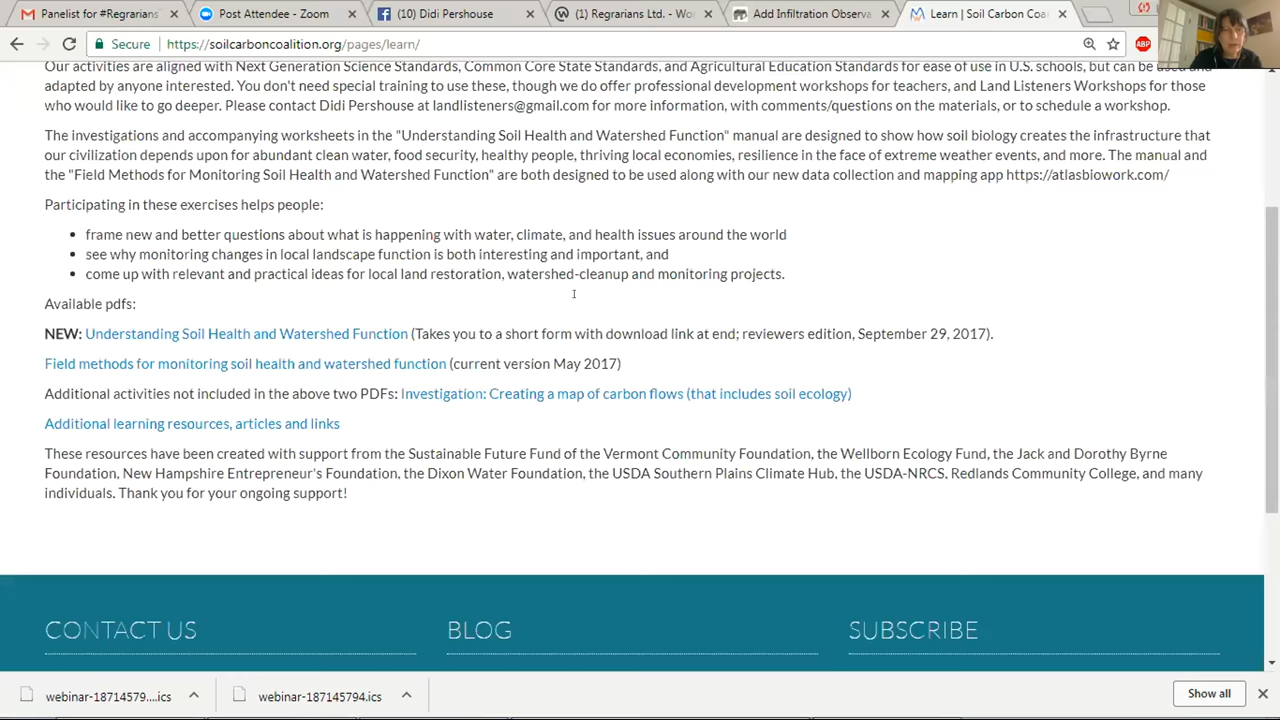 Panelist for #Regrarians
Post Attendee - Zoom
(10) Didi Pershouse
(1) Regrarians Ltd. - Wo
Add Infiltration Observa
Learn | Soil Carbon Coa
Secure
https://soilcarboncoalition.org/pages/learn/
ABP
Our activities are aligned with Next Generation Science Standards, Common Core State Standards, and Agricultural Education Standards for ease of use in U.S. schools, but can be used and
adapted by anyone interested. You don't need special training to use these, though we do offer professional development workshops for teachers, and Land Listeners Workshops for those
who would like to go deeper. Please contact Didi Pershouse at landlisteners@gmail.com for more information, with comments/questions on the materials, or to schedule a workshop.
The investigations and accompanying worksheets in the "Understanding Soil Health and Watershed Function" manual are designed to show how soil biology creates the infrastructure that
our civilization depends upon for abundant clean water, food security, healthy people, thriving local economies, resilience in the face of extreme weather events, and more. The manual and
the "Field Methods for Monitoring Soil Health and Watershed Function" are both designed to be used along with our new data collection and mapping app https://atlasbiowork.com/
Participating in these exercises helps people:
• frame new and better questions about what is happening with water, climate, and health issues around the world
• see why monitoring changes in local landscape function is both interesting and important, and
• come up with relevant and practical ideas for local land restoration, watershed-cleanup and monitoring projects.
Available pdfs:
NEW: Understanding Soil Health and Watershed Function (Takes you to a short form with download link at end; reviewers edition, September 29, 2017).
Field methods for monitoring soil health and watershed function (current version May 2017)
Additional activities not included in the above two PDFs: Investigation: Creating a map of carbon flows (that includes soil ecology)
Additional learning resources, articles and links
These resources have been created with support from the Sustainable Future Fund of the Vermont Community Foundation, the Wellborn Ecology Fund, the Jack and Dorothy Byrne
Foundation, New Hampshire Entrepreneur's Foundation, the Dixon Water Foundation, the USDA Southern Plains Climate Hub, the USDA-NRCS, Redlands Community College, and many
individuals. Thank you for your ongoing support!
CONTACT US
BLOG
SUBSCRIBE
webinar-18714579....ics
webinar-187145794.ics
Show all